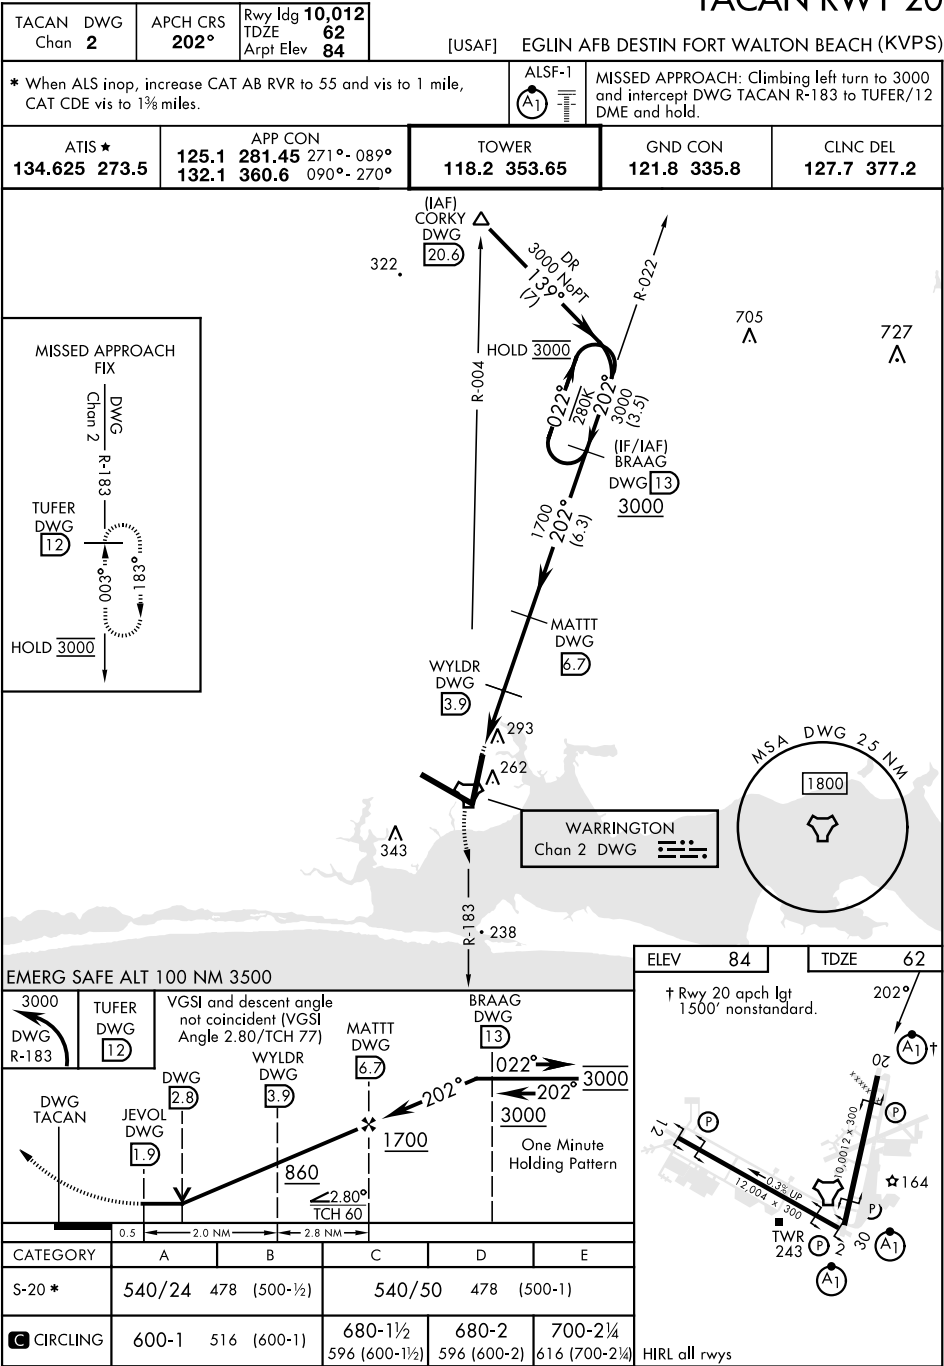 TACAN RWY 20
TACAN DWG
Chan 2
APCH CRS
202°
Rwy ldg 10,012
TDZE 62
Arpt Elev 84
[USAF] EGLIN AFB DESTIN FORT WALTON BEACH (KVPS)
* When ALS inop, increase CAT AB RVR to 55 and vis to 1 mile,
CAT CDE vis to 1⅜ miles.
ALSF-1
A1
MISSED APPROACH: Climbing left turn to 3000
and intercept DWG TACAN R-183 to TUFER/12
DME and hold.
ATIS ★
134.625 273.5
APP CON
125.1 281.45 271°- 089°
132.1 360.6 090°- 270°
TOWER
118.2 353.65
GND CON
121.8 335.8
CLNC DEL
127.7 377.2
(IAF)
CORKY
DWG
20.6
322
DR
3000 NoPT
139°
(7)
R-022
705
727
HOLD 3000
R-004
022°
280K
202°
3000
(3.5)
(IF/IAF)
BRAAG
DWG 13
3000
1700
202°
(6.3)
MATTT
DWG
6.7
WYLDR
DWG
3.9
293
262
343
WARRINGTON
Chan 2 DWG
R-183
238
MISSED APPROACH
FIX
DWG
Chan 2
R-183
TUFER
DWG
12
003°
183°
HOLD 3000
MSA DWG 25 NM
1800
EMERG SAFE ALT 100 NM 3500
3000
DWG
R-183
TUFER
DWG
12
VGSI and descent angle
not coincident (VGSI
Angle 2.80/TCH 77)
DWG
TACAN
JEVOL
DWG
1.9
DWG
2.8
WYLDR
DWG
3.9
MATTT
DWG
6.7
BRAAG
DWG
13
022°
3000
202°
202°
3000
1700
860
One Minute
Holding Pattern
2.80°
TCH 60
0.5
2.0 NM
2.8 NM
ELEV 84
TDZE 62
† Rwy 20 apch lgt
1500' nonstandard.
202°
A1 †
20
P
P
12
10,0012 x 300
0.3% UP
12,004 x 300
164
TWR
243
P
P
2
30
A1
A1
HIRL all rwys
CATEGORY A B C D E
S-20 * 540/24 478 (500-½) 540/50 478 (500-1)
C CIRCLING 600-1 516 (600-1) 680-1½ 596 (600-1½) 680-2 596 (600-2) 700-2¼ 616 (700-2¼)